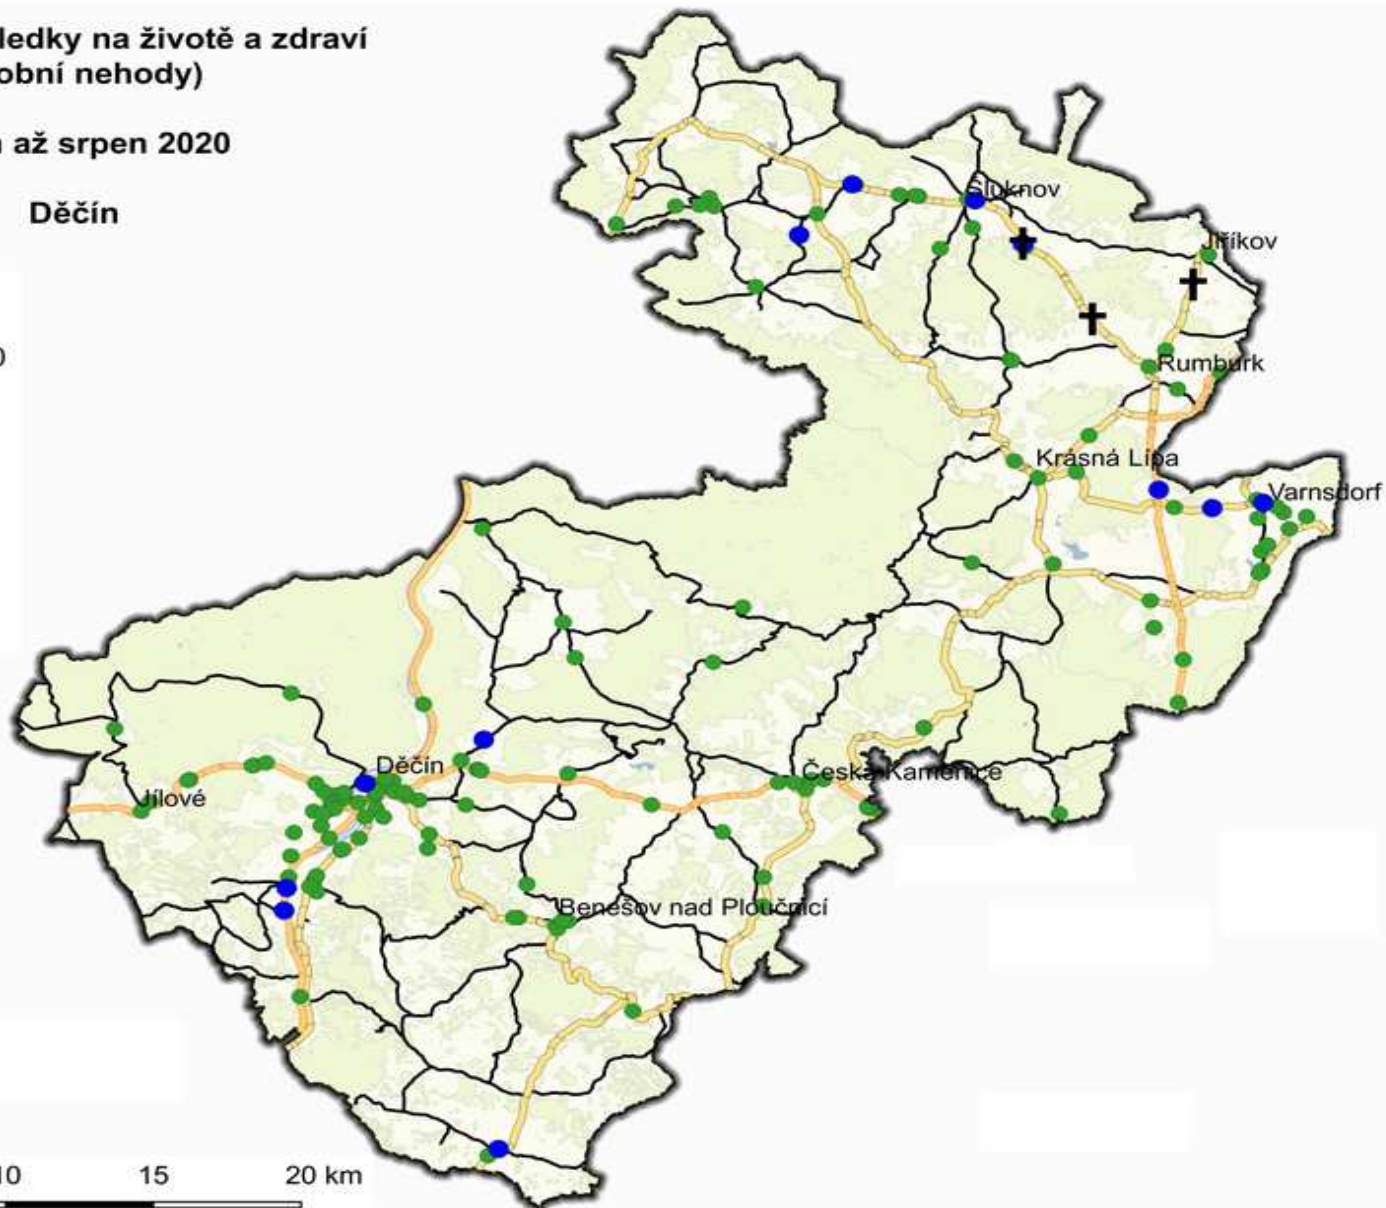 ledky na životě a zdraví
obní nehody)
až srpen 2020
Děčín
Šluknov
Jiříkov
0
Rumburk
Krásná Lípa
Varnsdorf
Děčín
Česká Kamenice
Jílové
Benešov nad Ploučnicí
10 15 20 km